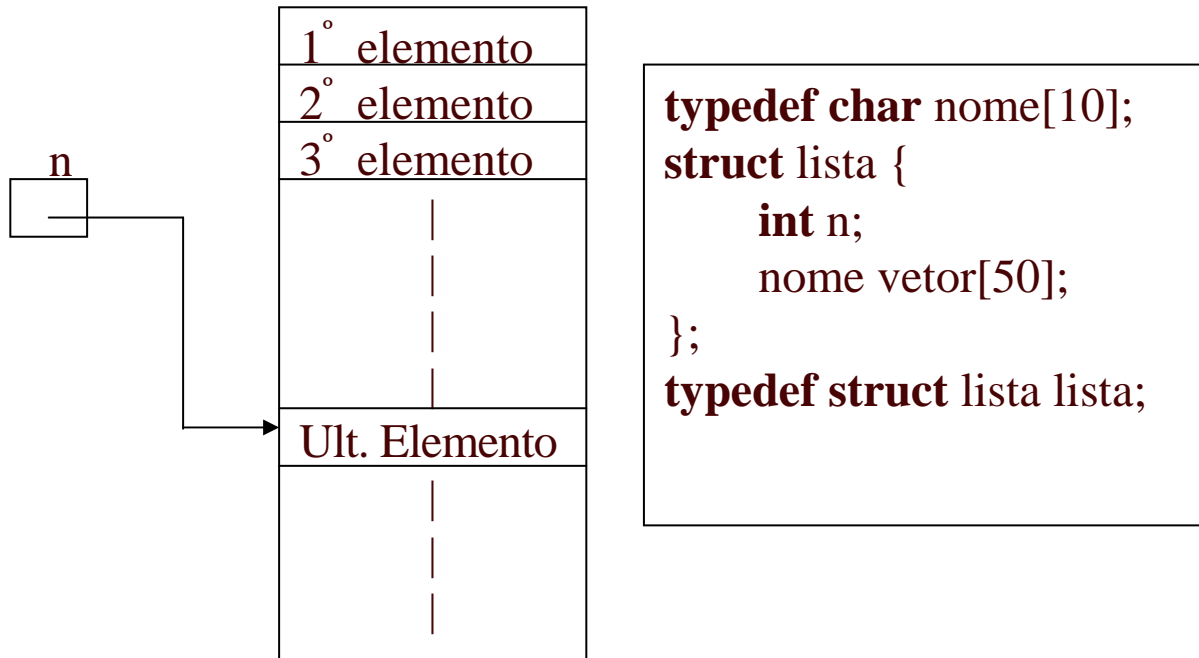 1° elemento
2° elemento
3° elemento
n
Ult. Elemento
typedef char nome[10];
struct lista {
int n;
nome vetor[50];
};
typedef struct lista lista;